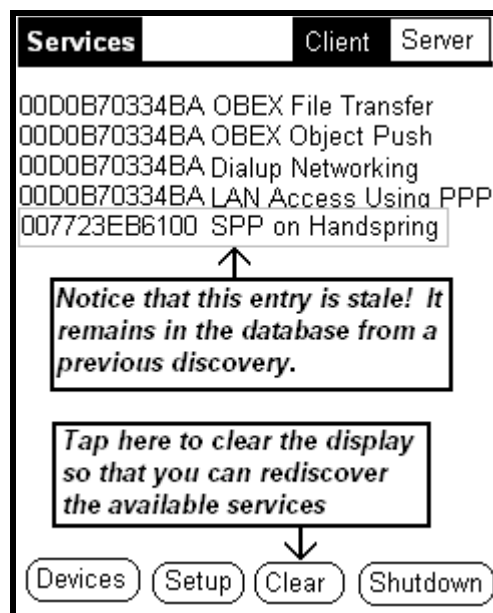 Services Client Server
00D0B70334BA OBEX File Transfer
00D0B70334BA OBEX Object Push
00D0B70334BA Dialup Networking
00D0B70334BA LAN Access Using PPP
007723EB6100 SPP on Handspring
Notice that this entry is stale! It
remains in the database from a
previous discovery.
Tap here to clear the display
so that you can rediscover
the available services
Devices Setup Clear Shutdown